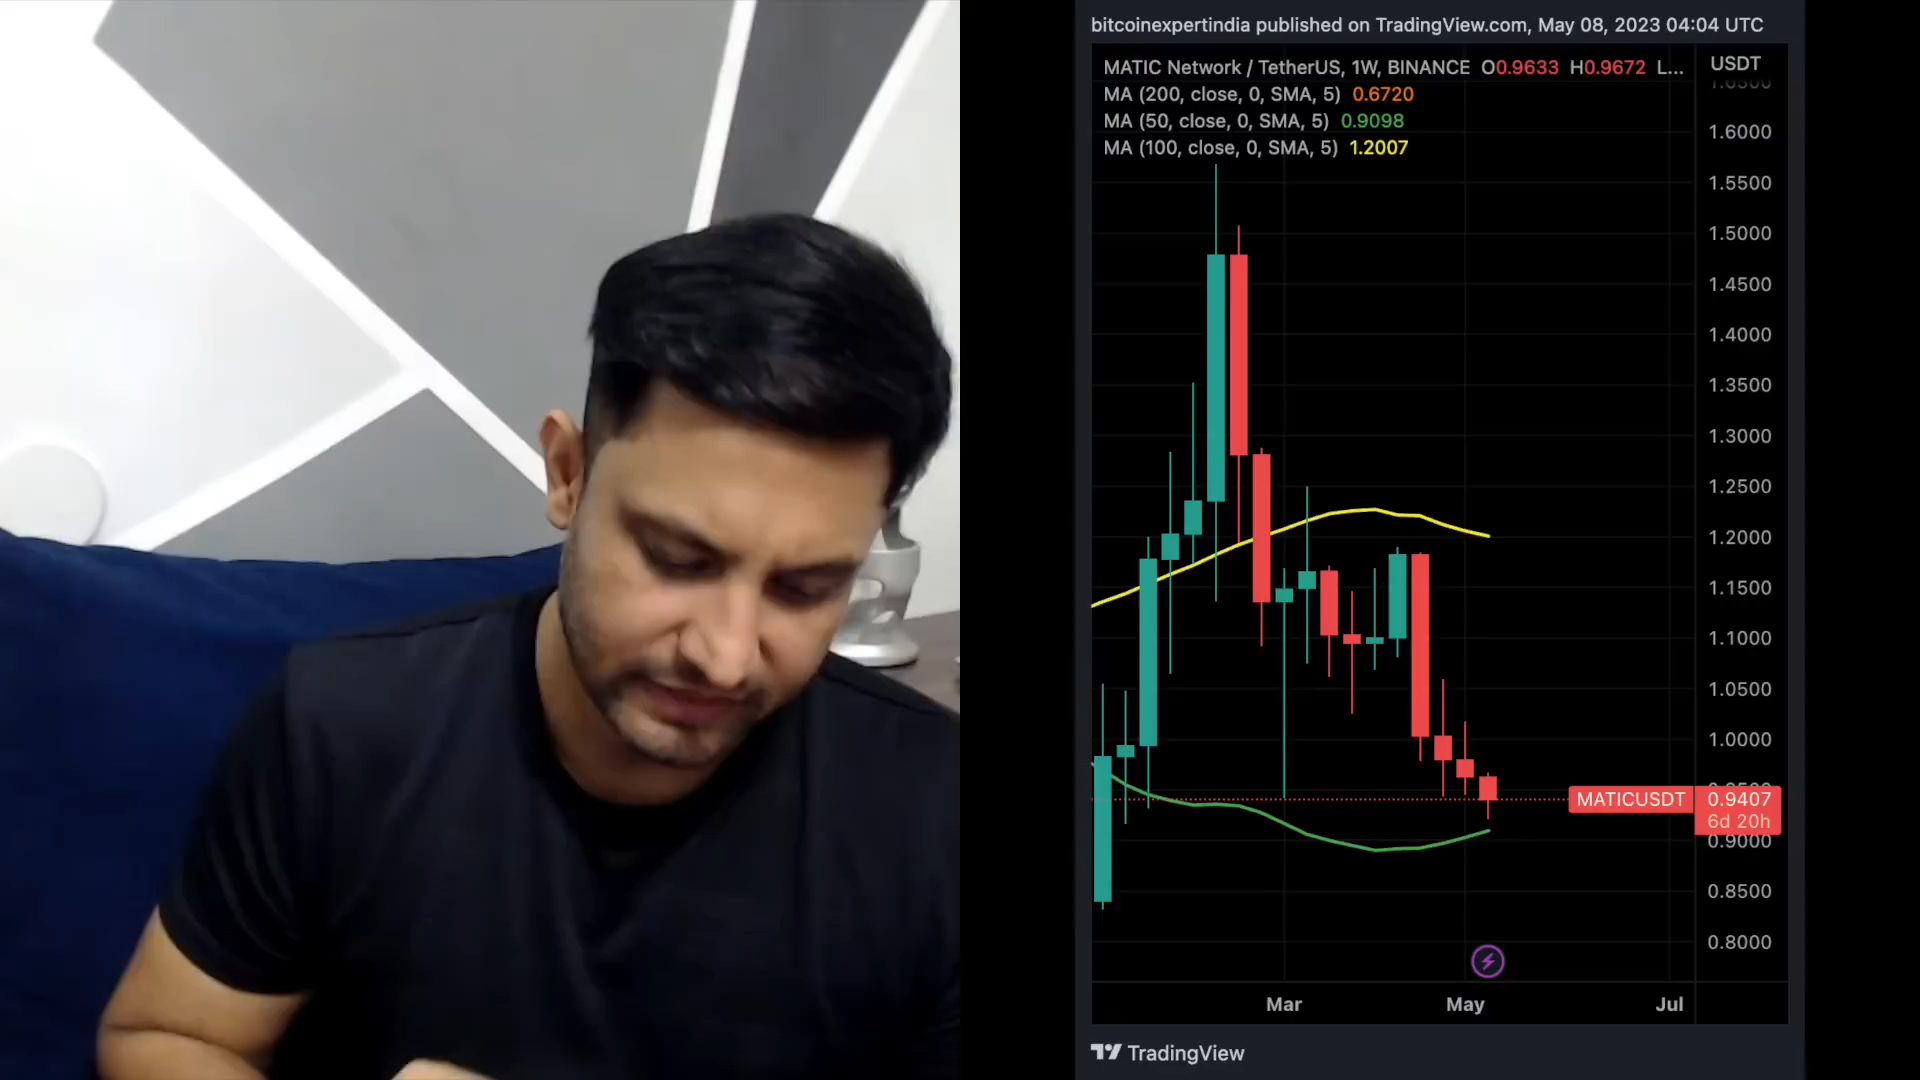 bitcoinexpertindia published on TradingView.com, May 08, 2023 04:04 UTC
MATIC Network / TetherUS, 1W, BINANCE O0.9633 H0.9672 L...
MA (200, close, 0, SMA, 5) 0.6720
MA (50, close, 0, SMA, 5) 0.9098
MA (100, close, 0, SMA, 5) 1.2007
USDT
1.6000
1.5500
1.5000
1.4500
1.4000
1.3500
1.3000
1.2500
1.2000
1.1500
1.1000
1.0500
1.0000
MATICUSDT 0.9407
6d 20h
0.9000
0.8500
0.8000
Mar May Jul
TradingView